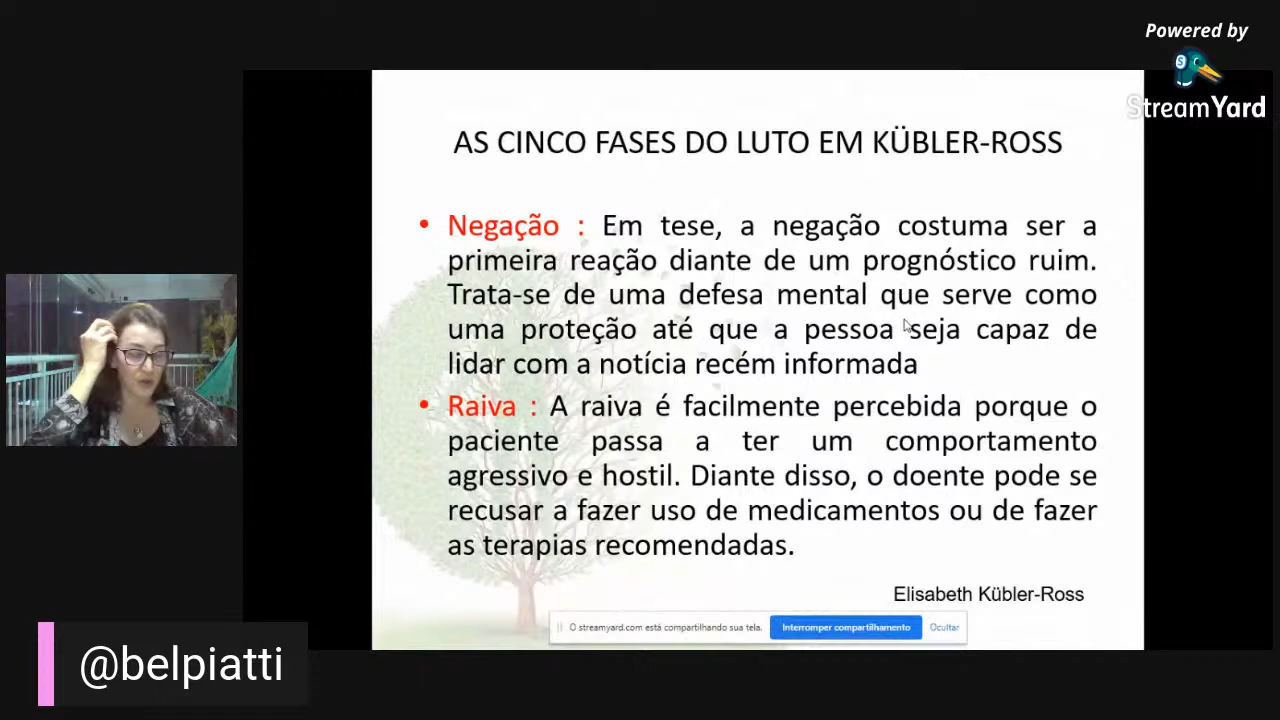 Powered by
StreamYard
AS CINCO FASES DO LUTO EM KÜBLER-ROSS
• Negação : Em tese, a negação costuma ser a
primeira reação diante de um prognóstico ruim.
Trata-se de uma defesa mental que serve como
uma proteção até que a pessoa seja capaz de
lidar com a notícia recém informada
• Raiva : A raiva é facilmente percebida porque o
paciente passa a ter um comportamento
agressivo e hostil. Diante disso, o doente pode se
recusar a fazer uso de medicamentos ou de fazer
as terapias recomendadas.
Elisabeth Kübler-Ross
O streamyard.com está compartilhando sua tela.
Interromper compartilhamento
Ocultar
@belpiatti